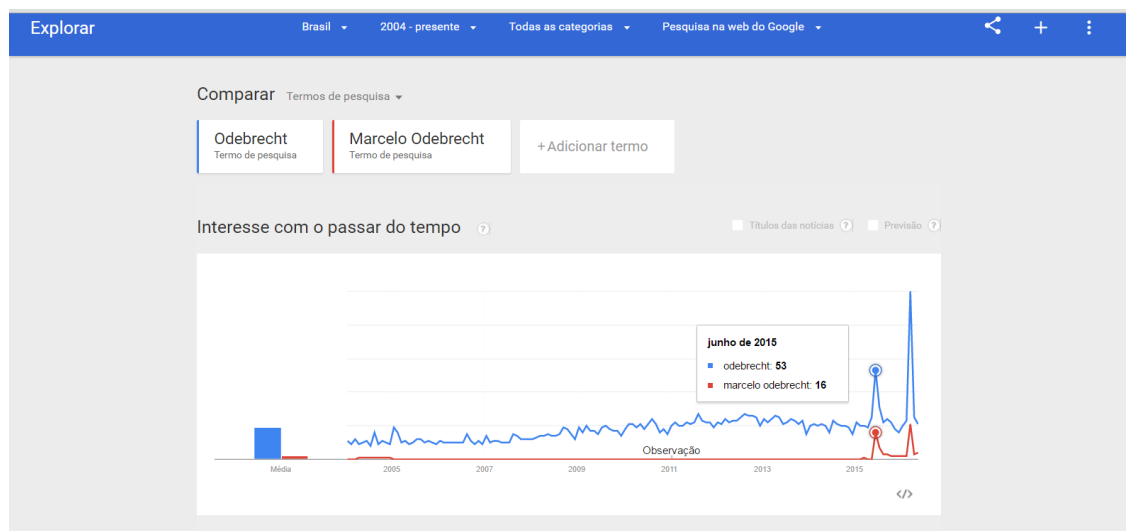 Explorar
Brasil
2004 - presente
Todas as categorias
Pesquisa na web do Google
Comparar
Termos de pesquisa
Odebrecht
Termo de pesquisa
Marcelo Odebrecht
Termo de pesquisa
+Adicionar termo
Interesse com o passar do tempo ?
Títulos das notícias ?
Previsão ?
junho de 2015
odebrecht: 53
marcelo odebrecht: 16
Observação
Média
2005
2007
2009
2011
2013
2015
</>